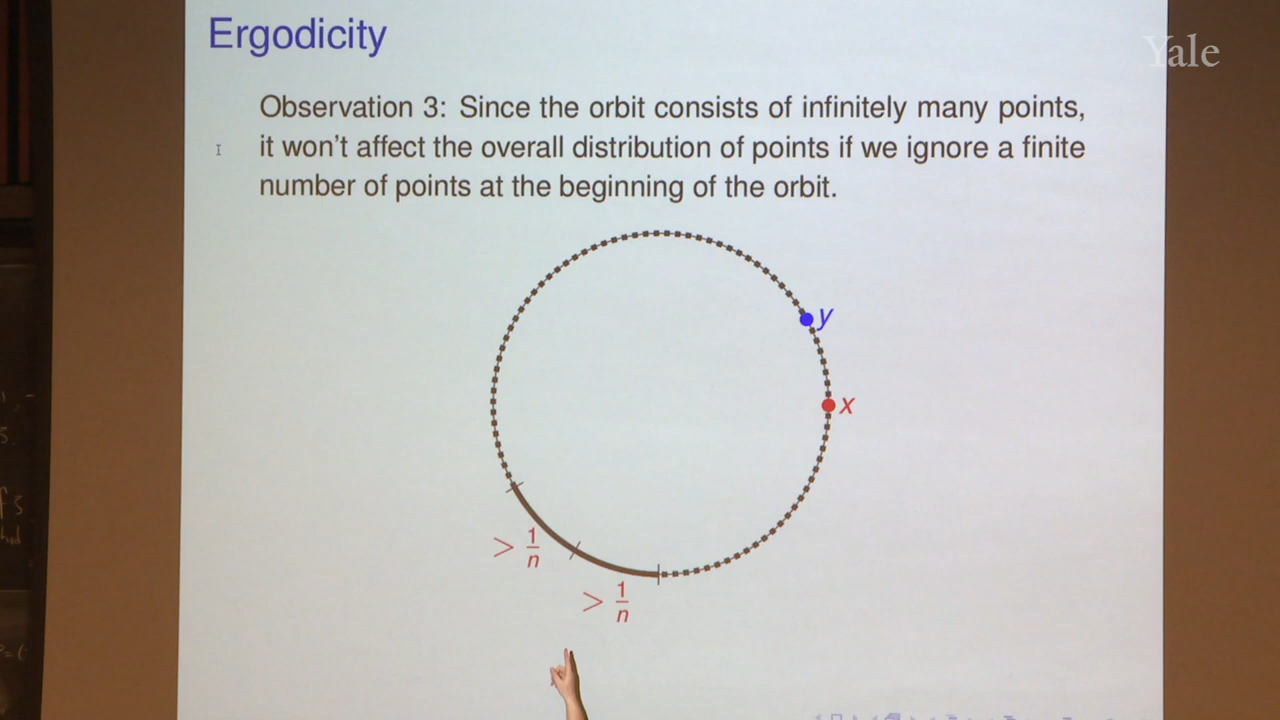 Ergodicity
Yale
Observation 3: Since the orbit consists of infinitely many points,
it won't affect the overall distribution of points if we ignore a finite
number of points at the beginning of the orbit.
y
x
> 1/n
> 1/n